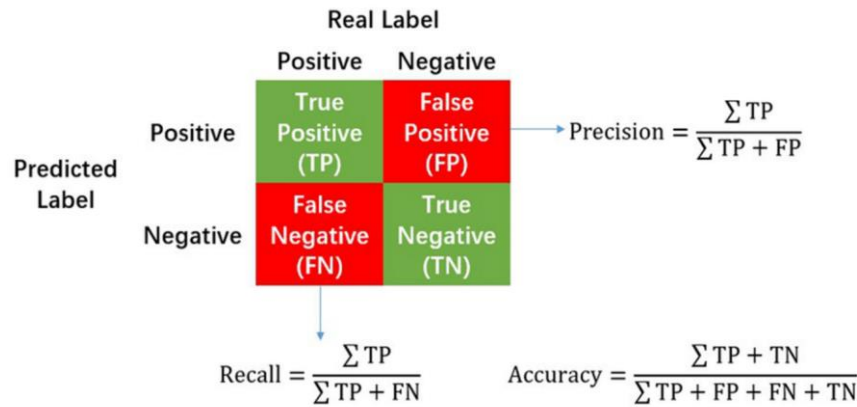 Real Label
Positive Negative
Predicted Label
Positive
True Positive (TP)
False Positive (FP)
Precision = ∑ TP / ∑ TP + FP
Negative
False Negative (FN)
True Negative (TN)
Recall = ∑ TP / ∑ TP + FN
Accuracy = ∑ TP + TN / ∑ TP + FP + FN + TN